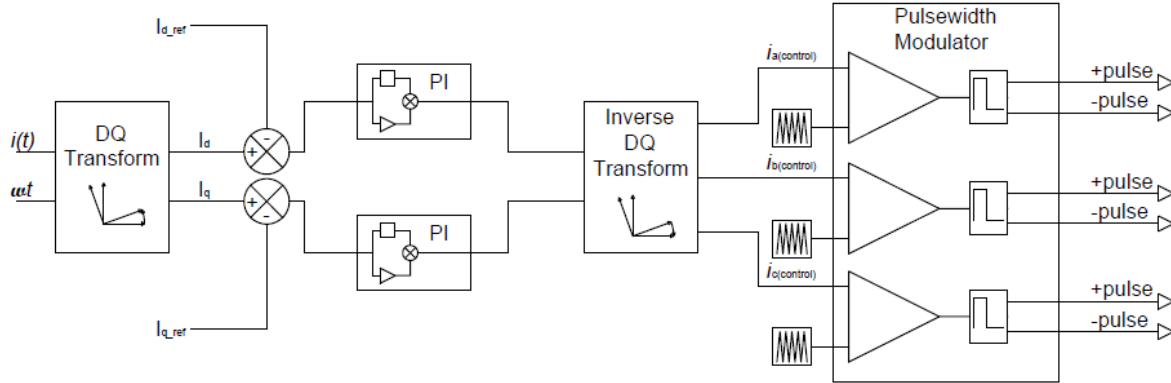 I_d_ref
i(t)
ωt
DQ
Transform
I_d
I_q
-
+
+
-
I_q_ref
PI
PI
Inverse
DQ
Transform
i_a(control)
i_b(control)
i_c(control)
Pulsewidth
Modulator
+pulse
-pulse
+pulse
-pulse
+pulse
-pulse